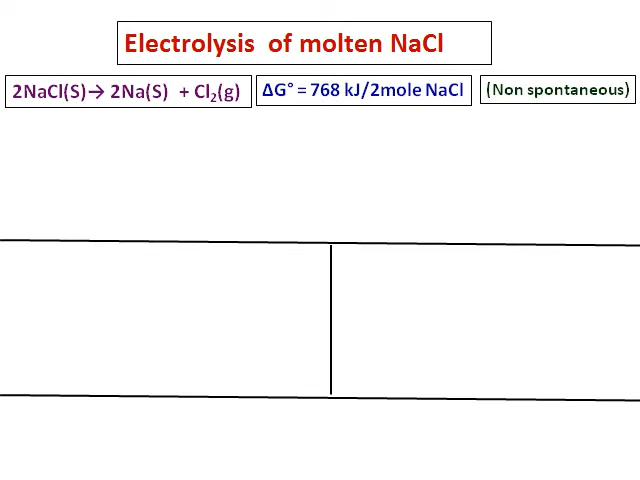 Electrolysis of molten NaCl
2NaCl(S)→ 2Na(S) + Cl₂(g) ΔG° = 768 kJ/2mole NaCl (Non spontaneous)